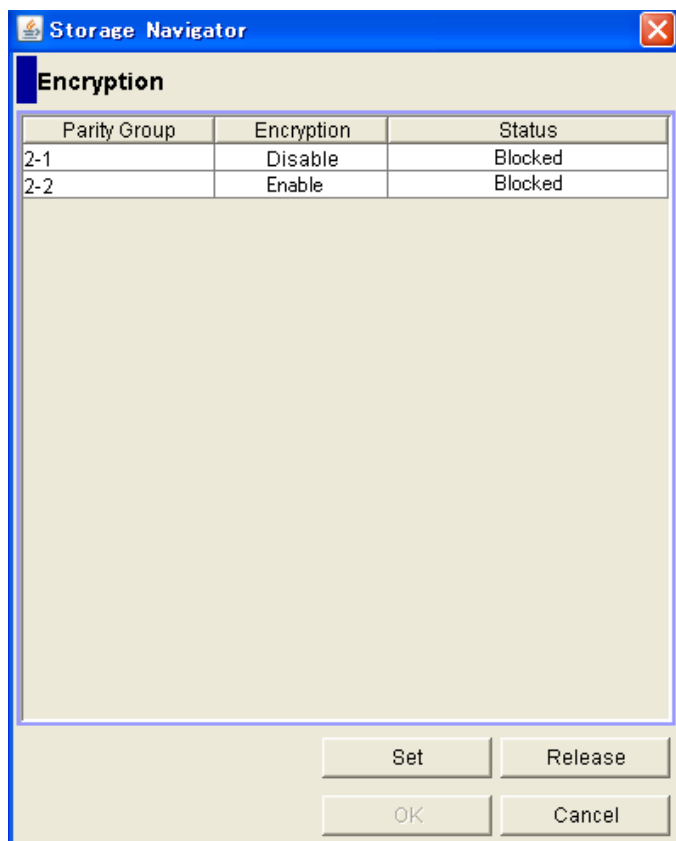 Storage Navigator
Encryption
Parity Group Encryption Status
2-1 Disable Blocked
2-2 Enable Blocked
Set Release
OK Cancel